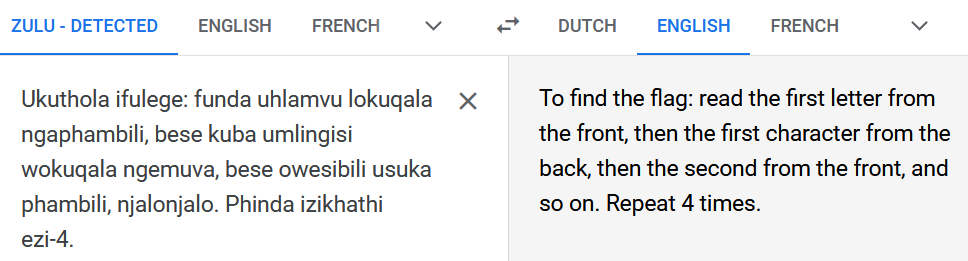 ZULU - DETECTED ENGLISH FRENCH DUTCH ENGLISH FRENCH
Ukuthola ifulege: funda uhlamvu lokuqala
ngaphambili, bese kuba umlingisi
wokuqala ngemuva, bese owesibili usuka
phambili, njalonjalo. Phinda izikhathi
ezi-4.
To find the flag: read the first letter from
the front, then the first character from the
back, then the second from the front, and
so on. Repeat 4 times.